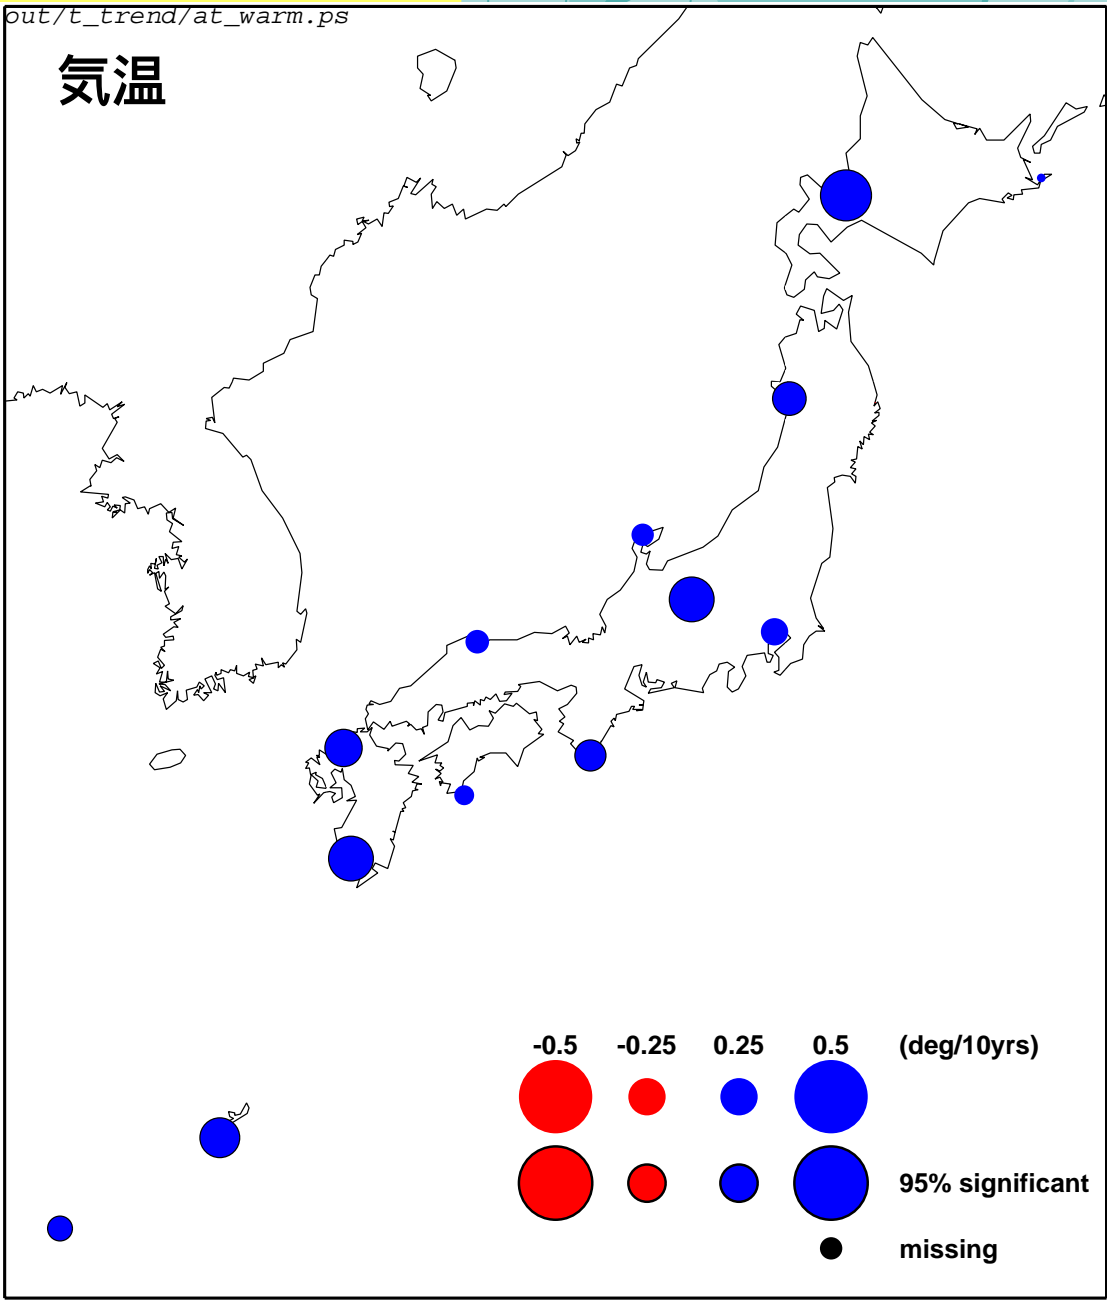 out/t_trend/at_warm.ps
気温
-0.5 -0.25 0.25 0.5 (deg/10yrs)
95% significant
missing